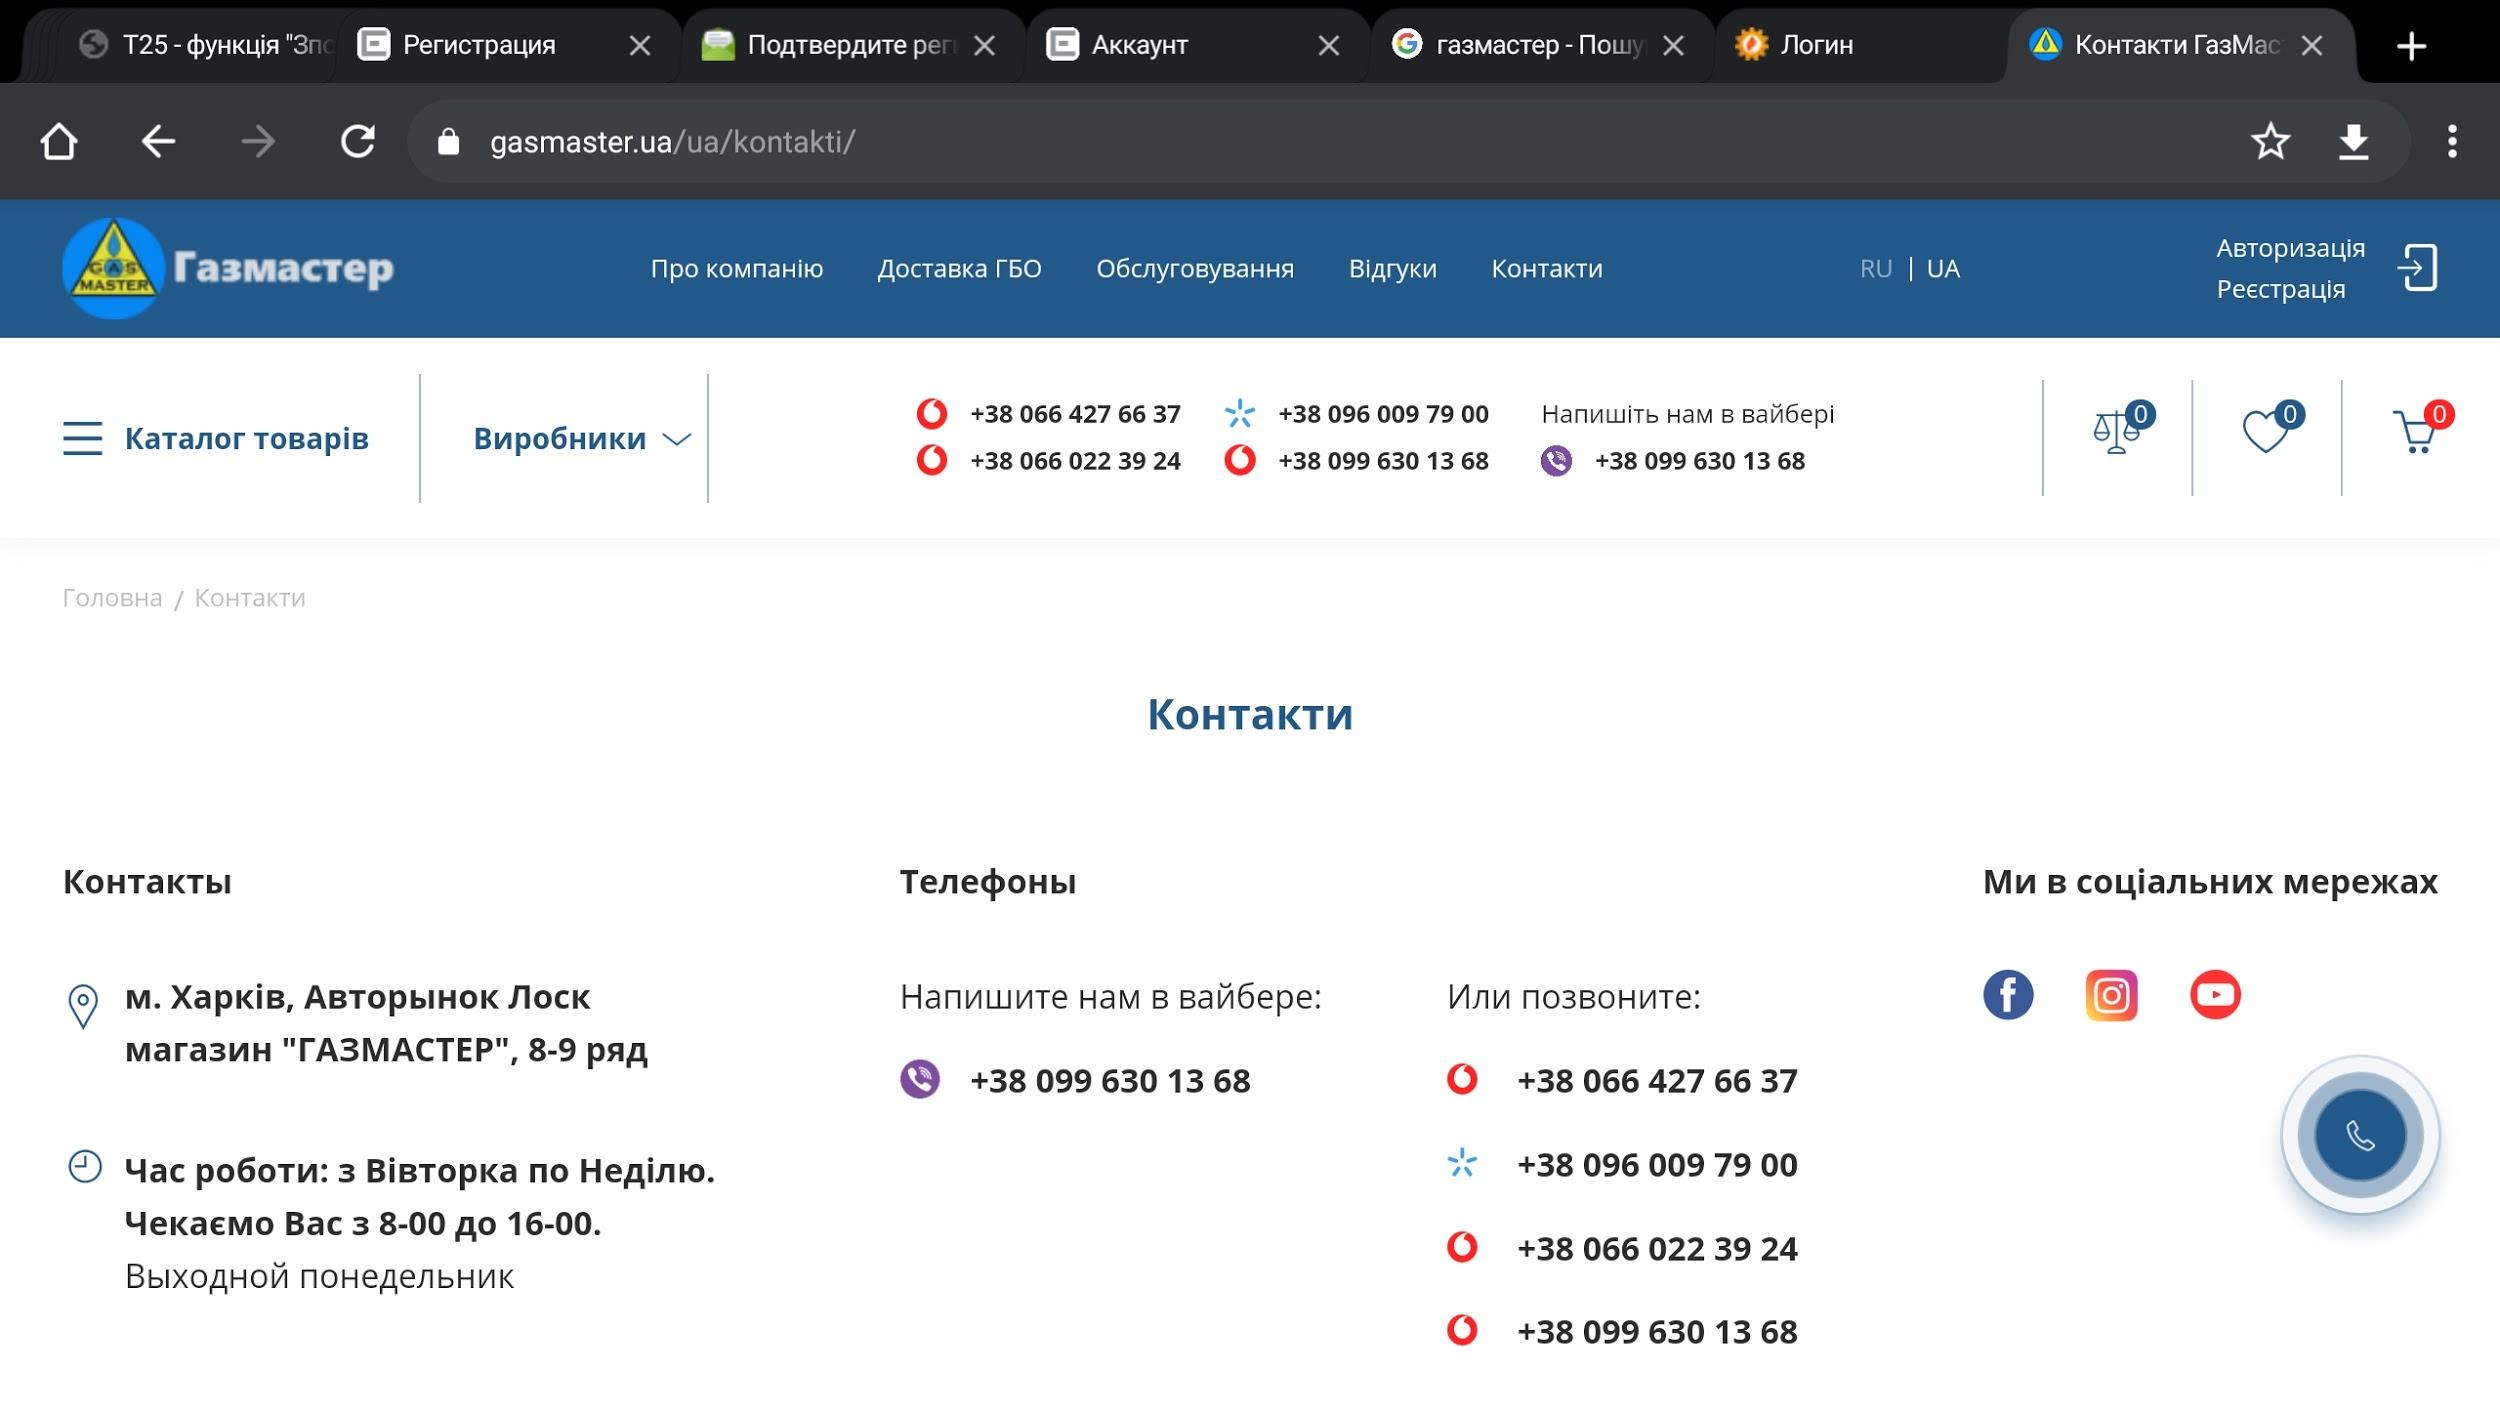 T25 - функція "Зпо
Регистрация
Подтвердите реги
Аккаунт
газмастер - Пошу
Логин
Контакти ГазМас
gasmaster.ua/ua/kontakti/
GAS
MASTER
Газмастер
Про компанію
Доставка ГБО
Обслуговування
Відгуки
Контакти
RU | UA
Авторизація
Реєстрація
Каталог товарів
Виробники
+38 066 427 66 37
+38 096 009 79 00
Напишіть нам в вайбері
+38 066 022 39 24
+38 099 630 13 68
+38 099 630 13 68
0
0
0
Головна / Контакти
Контакти
Контакты
м. Харків, Авторынок Лоск
магазин "ГАЗМАСТЕР", 8-9 ряд
Час роботи: з Вівторка по Неділю.
Чекаємо Вас з 8-00 до 16-00.
Выходной понедельник
Телефоны
Напишите нам в вайбере:
+38 099 630 13 68
Или позвоните:
+38 066 427 66 37
+38 096 009 79 00
+38 066 022 39 24
+38 099 630 13 68
Ми в соціальних мережах